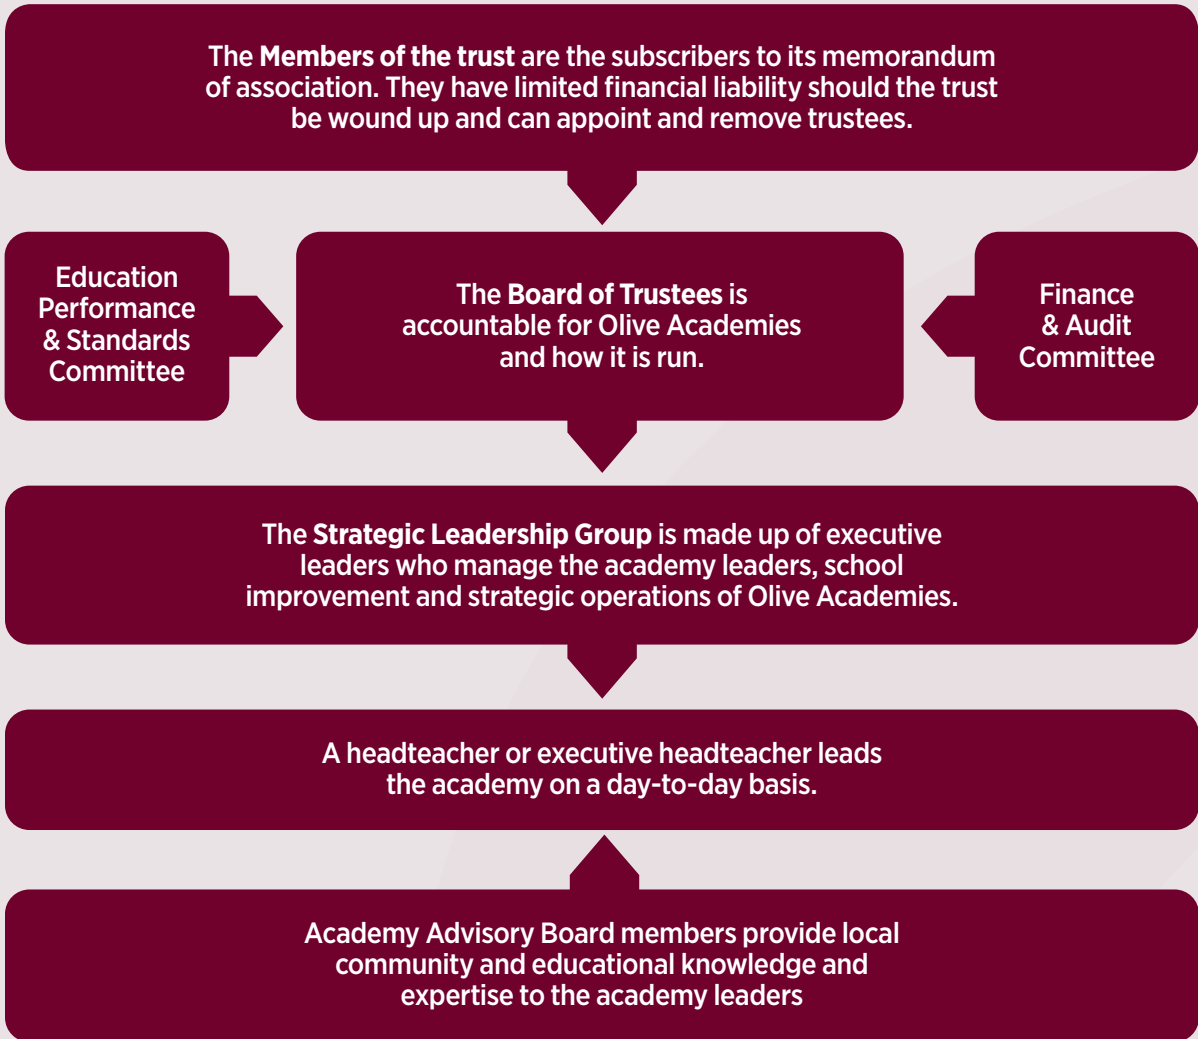 The Members of the trust are the subscribers to its memorandum
of association. They have limited financial liability should the trust
be wound up and can appoint and remove trustees.
Education
Performance
& Standards
Committee
The Board of Trustees is
accountable for Olive Academies
and how it is run.
Finance
& Audit
Committee
The Strategic Leadership Group is made up of executive
leaders who manage the academy leaders, school
improvement and strategic operations of Olive Academies.
A headteacher or executive headteacher leads
the academy on a day-to-day basis.
Academy Advisory Board members provide local
community and educational knowledge and
expertise to the academy leaders